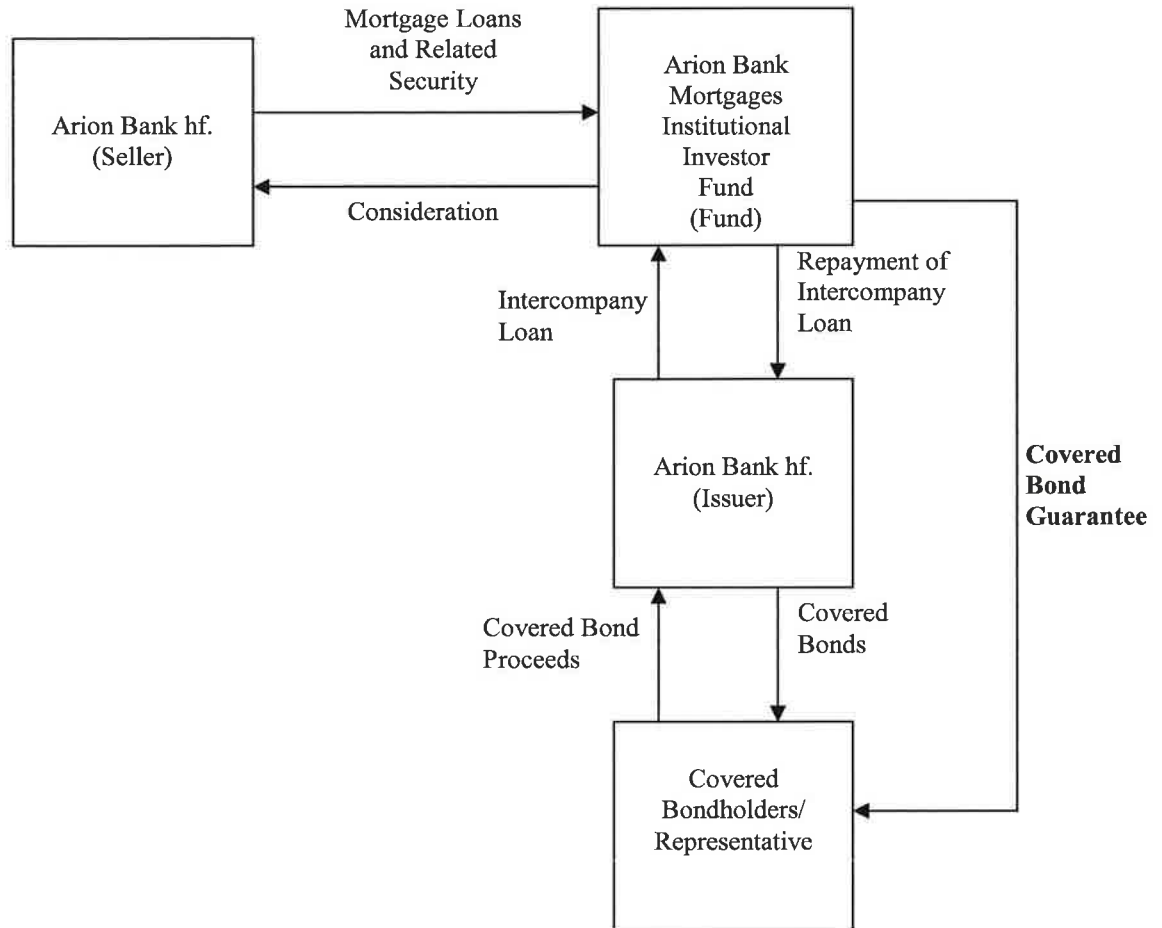 Mortgage Loans
and Related
Security
Arion Bank hf.
(Seller)
Arion Bank
Mortgages
Institutional
Investor
Fund
(Fund)
Consideration
Intercompany
Loan
Repayment of
Intercompany
Loan
Arion Bank hf.
(Issuer)
Covered
Bond
Guarantee
Covered Bond
Proceeds
Covered
Bonds
Covered
Bondholders/
Representative